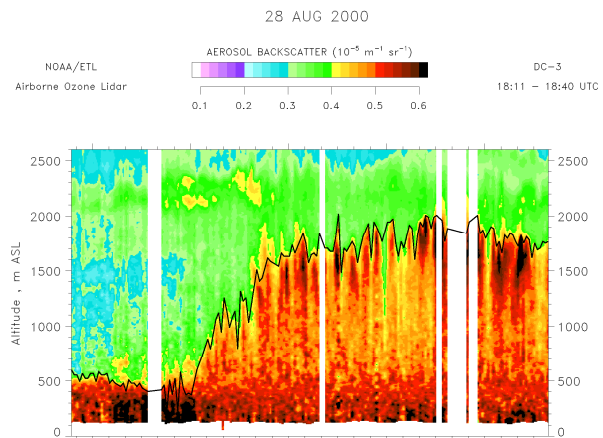 28 AUG 2000
AEROSOL BACKSCATTER (10⁻⁵ m⁻¹ sr⁻¹)
NOAA/ETL
DC-3
Airborne Ozone Lidar
18:11 - 18:40 UTC
0.1 0.2 0.3 0.4 0.5 0.6
2500 2500
2000 2000
1500 1500
Altitude , m ASL
1000 1000
500 500
0 0